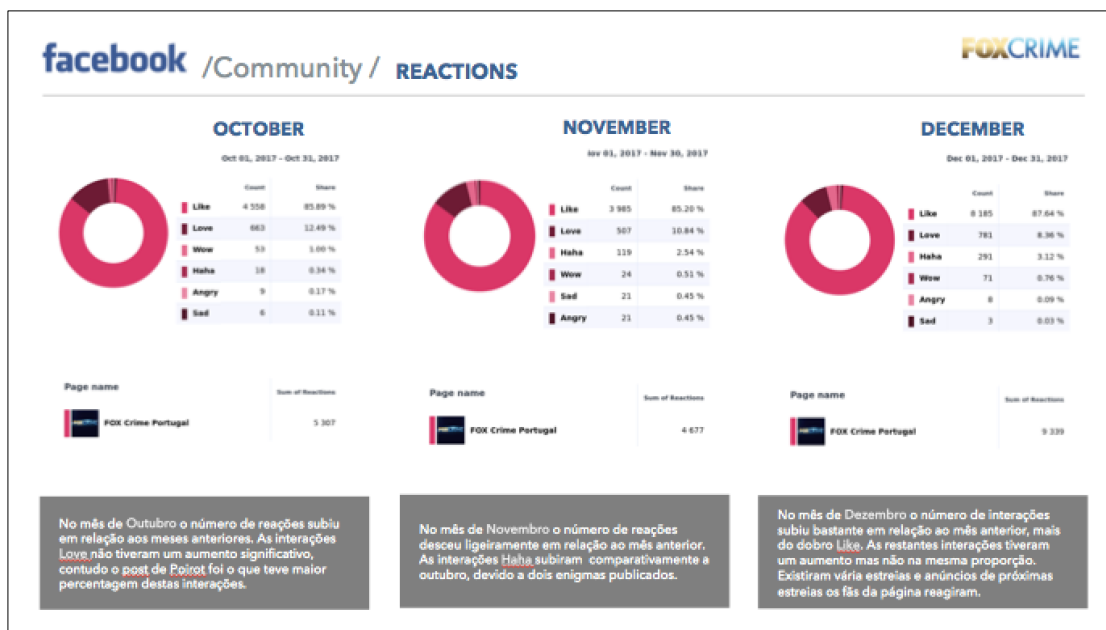 facebook /Community / REACTIONS
FOXCRIME
OCTOBER
Oct 01, 2017 - Oct 31, 2017
Count Share
Like 4 558 85.89 %
Love 663 12.49 %
Wow 53 1.00 %
Haha 18 0.34 %
Angry 9 0.17 %
Sad 6 0.11 %
Page name Sum of Reactions
FOX Crime Portugal 5 307
No mês de Outubro o número de reações subiu
em relação aos meses anteriores. As interações
Love não tiveram um aumento significativo,
contudo o post de Poirot foi o que teve maior
percentagem destas interações.
NOVEMBER
Nov 01, 2017 - Nov 30, 2017
Count Share
Like 3 985 85.20 %
Love 507 10.84 %
Haha 119 2.54 %
Wow 24 0.51 %
Sad 21 0.45 %
Angry 21 0.45 %
Page name Sum of Reactions
FOX Crime Portugal 4 677
No mês de Novembro o número de reações
desceu ligeiramente em relação ao mês anterior.
As interações Haha subiram comparativamente a
outubro, devido a dois enigmas publicados.
DECEMBER
Dec 01, 2017 - Dec 31, 2017
Count Share
Like 8 185 87.64 %
Love 781 8.36 %
Haha 291 3.12 %
Wow 71 0.76 %
Angry 8 0.09 %
Sad 3 0.03 %
Page name Sum of Reactions
FOX Crime Portugal 9 339
No mês de Dezembro o número de interações
subiu bastante em relação ao mês anterior, mais
do dobro Like. As restantes interações tiveram
um aumento mas não na mesma proporção.
Existiram vária estreias e anúncios de próximas
estreias os fãs da página reagiram.